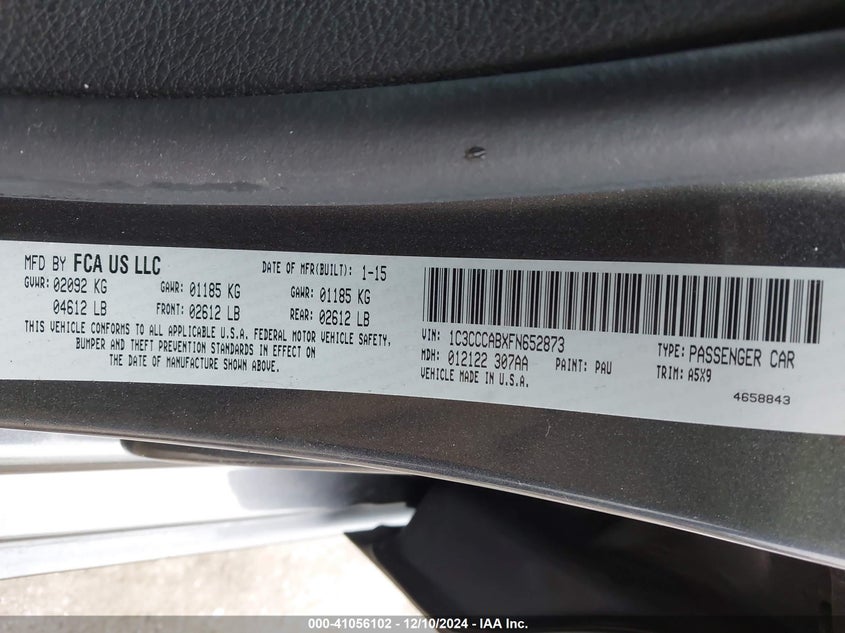 MFD BY FCA US LLC DATE OF MFR(BUILT): 1-15
GVWR: 02092 KG GAWR: 01185 KG GAWR: 01185 KG
04612 LB FRONT: 02612 LB REAR: 02612 LB
THIS VEHICLE CONFORMS TO ALL APPLICABLE U.S.A. FEDERAL MOTOR VEHICLE SAFETY,
BUMPER AND THEFT PREVENTION STANDARDS IN EFFECT ON
THE DATE OF MANUFACTURE SHOWN ABOVE.
VIN: 1C3CCCABXFN652873 TYPE: PASSENGER CAR
MDH: 012122 307AA PAINT: PAU TRIM: A5X9
VEHICLE MADE IN U.S.A.
4658843
000-41056102 - 12/10/2024 - IAA Inc.